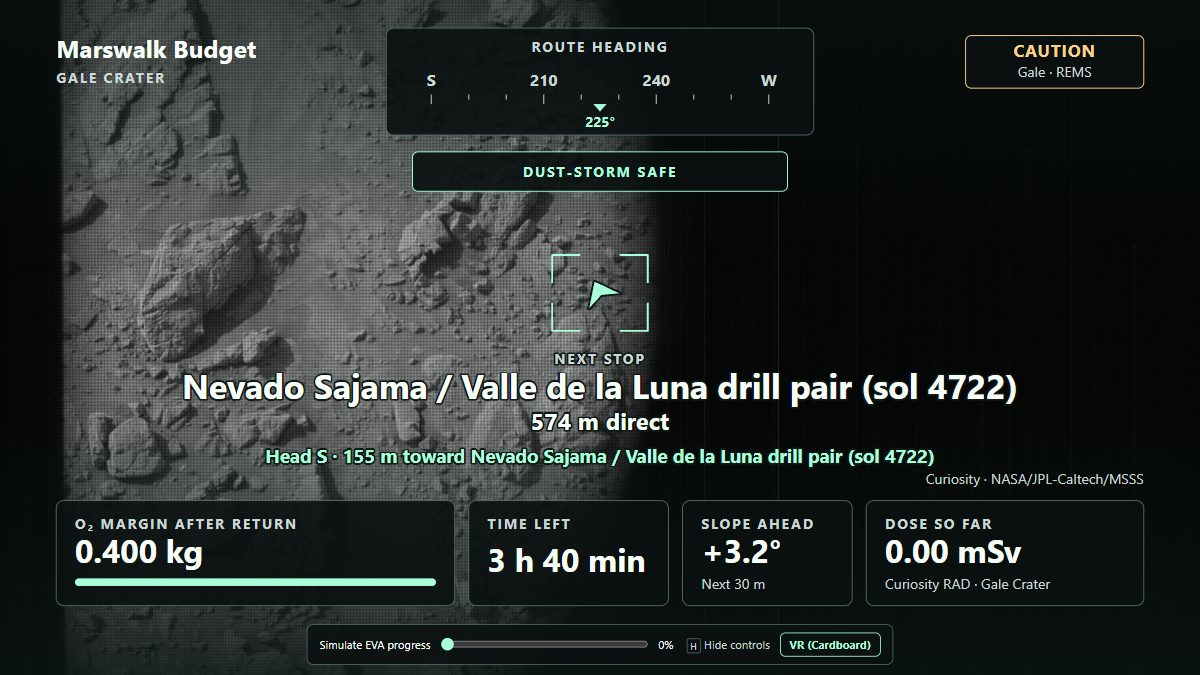 Marswalk Budget
GALE CRATER
ROUTE HEADING
S 210 240 W
225°
CAUTION
Gale · REMS
DUST-STORM SAFE
NEXT STOP
Nevado Sajama / Valle de la Luna drill pair (sol 4722)
574 m direct
Head S · 155 m toward Nevado Sajama / Valle de la Luna drill pair (sol 4722)
Curiosity · NASA/JPL-Caltech/MSSS
O₂ MARGIN AFTER RETURN
0.400 kg
TIME LEFT
3 h 40 min
SLOPE AHEAD
+3.2°
Next 30 m
DOSE SO FAR
0.00 mSv
Curiosity RAD · Gale Crater
Simulate EVA progress 0% H Hide controls VR (Cardboard)